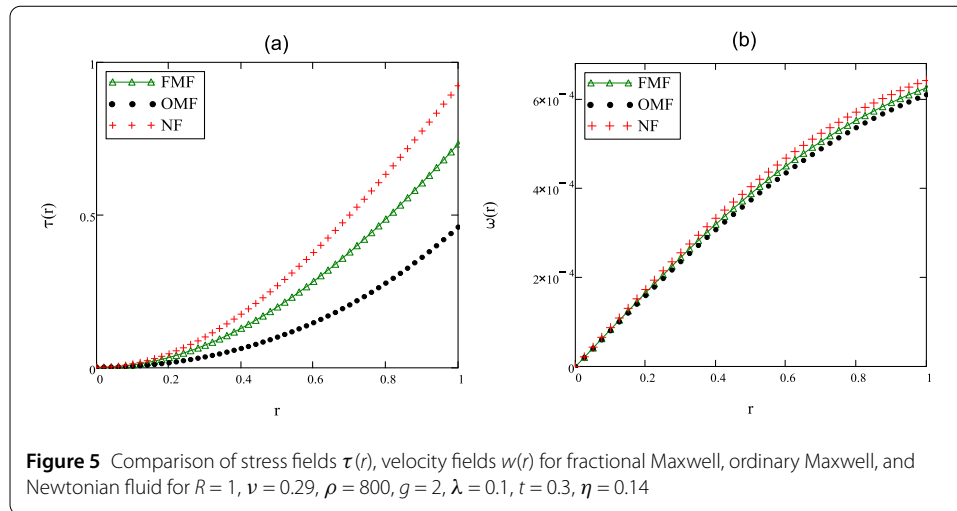 (a)
FMF
OMF
NF
1
0.5
0
τ(r)
0 0.2 0.4 0.6 0.8 1
r
(b)
FMF
OMF
NF
6×10⁻⁴
4×10⁻⁴
2×10⁻⁴
0
ω(r)
0 0.2 0.4 0.6 0.8 1
r
Figure 5 Comparison of stress fields τ(r), velocity fields w(r) for fractional Maxwell, ordinary Maxwell, and
Newtonian fluid for R = 1, ν = 0.29, ρ = 800, g = 2, λ = 0.1, t = 0.3, η = 0.14